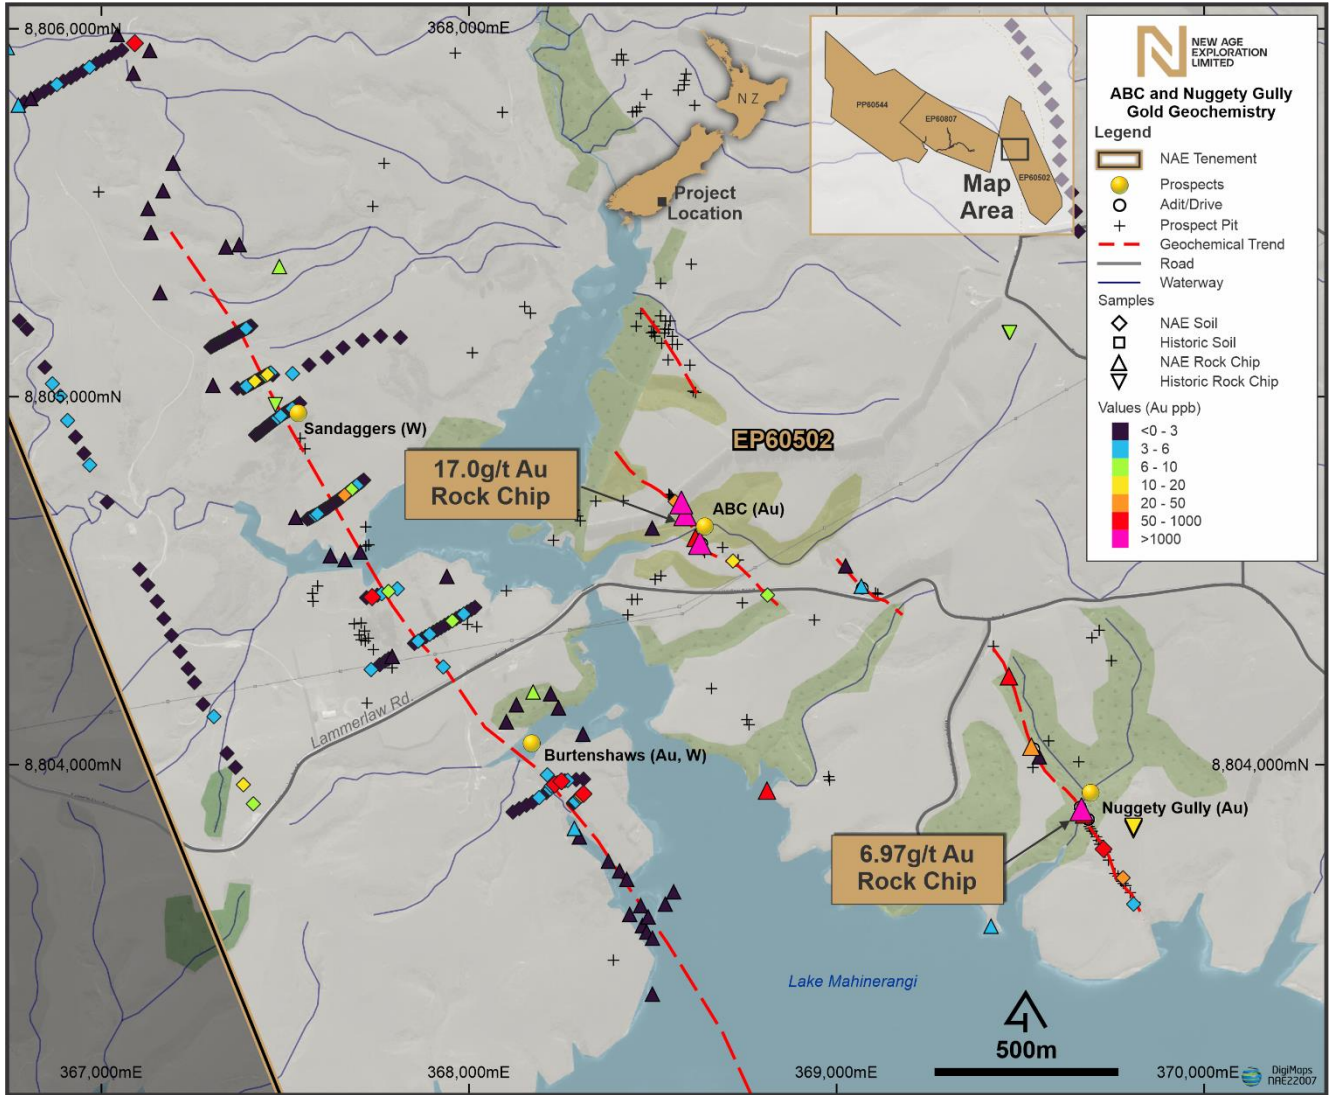 8,806,000mN
368,000mE
NZ
Project
Location
PP60544
EP60807
EP60502
Map
Area
NEW AGE
EXPLORATION
LIMITED
ABC and Nuggety Gully
Gold Geochemistry
Legend
NAE Tenement
Prospects
Adit/Drive
Prospect Pit
Geochemical Trend
Road
Waterway
Samples
NAE Soil
Historic Soil
NAE Rock Chip
Historic Rock Chip
Values (Au ppb)
<0 - 3
3 - 6
6 - 10
10 - 20
20 - 50
50 - 1000
>1000
8,805,000mN
Sandaggers (W)
EP60502
17.0g/t Au
Rock Chip
ABC (Au)
Lammerlaw Rd.
Burtenshaws (Au, W)
8,804,000mN
8,804,000mN
Nuggety Gully (Au)
6.97g/t Au
Rock Chip
Lake Mahinerangi
500m
367,000mE
368,000mE
369,000mE
370,000mE
DigiMaps
NAE22007